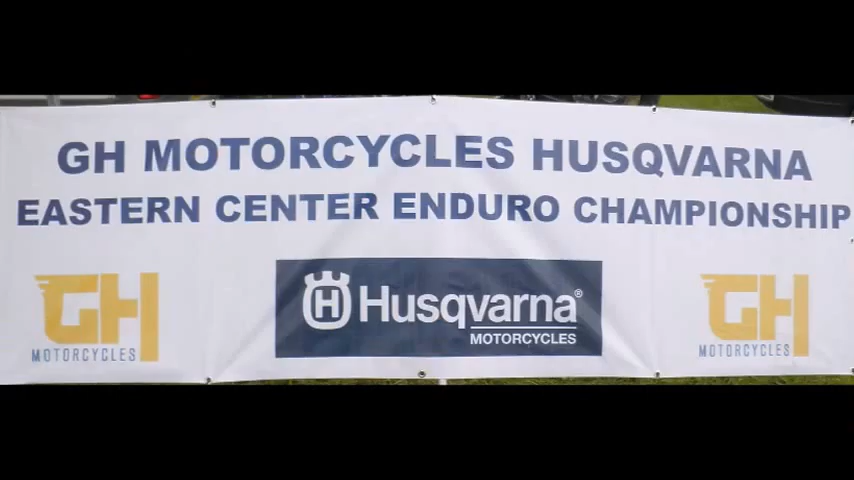 GH MOTORCYCLES HUSQVARNA
EASTERN CENTER ENDURO CHAMPIONSHIP
GH
MOTORCYCLES
H Husqvarna®
MOTORCYCLES
GH
MOTORCYCLES